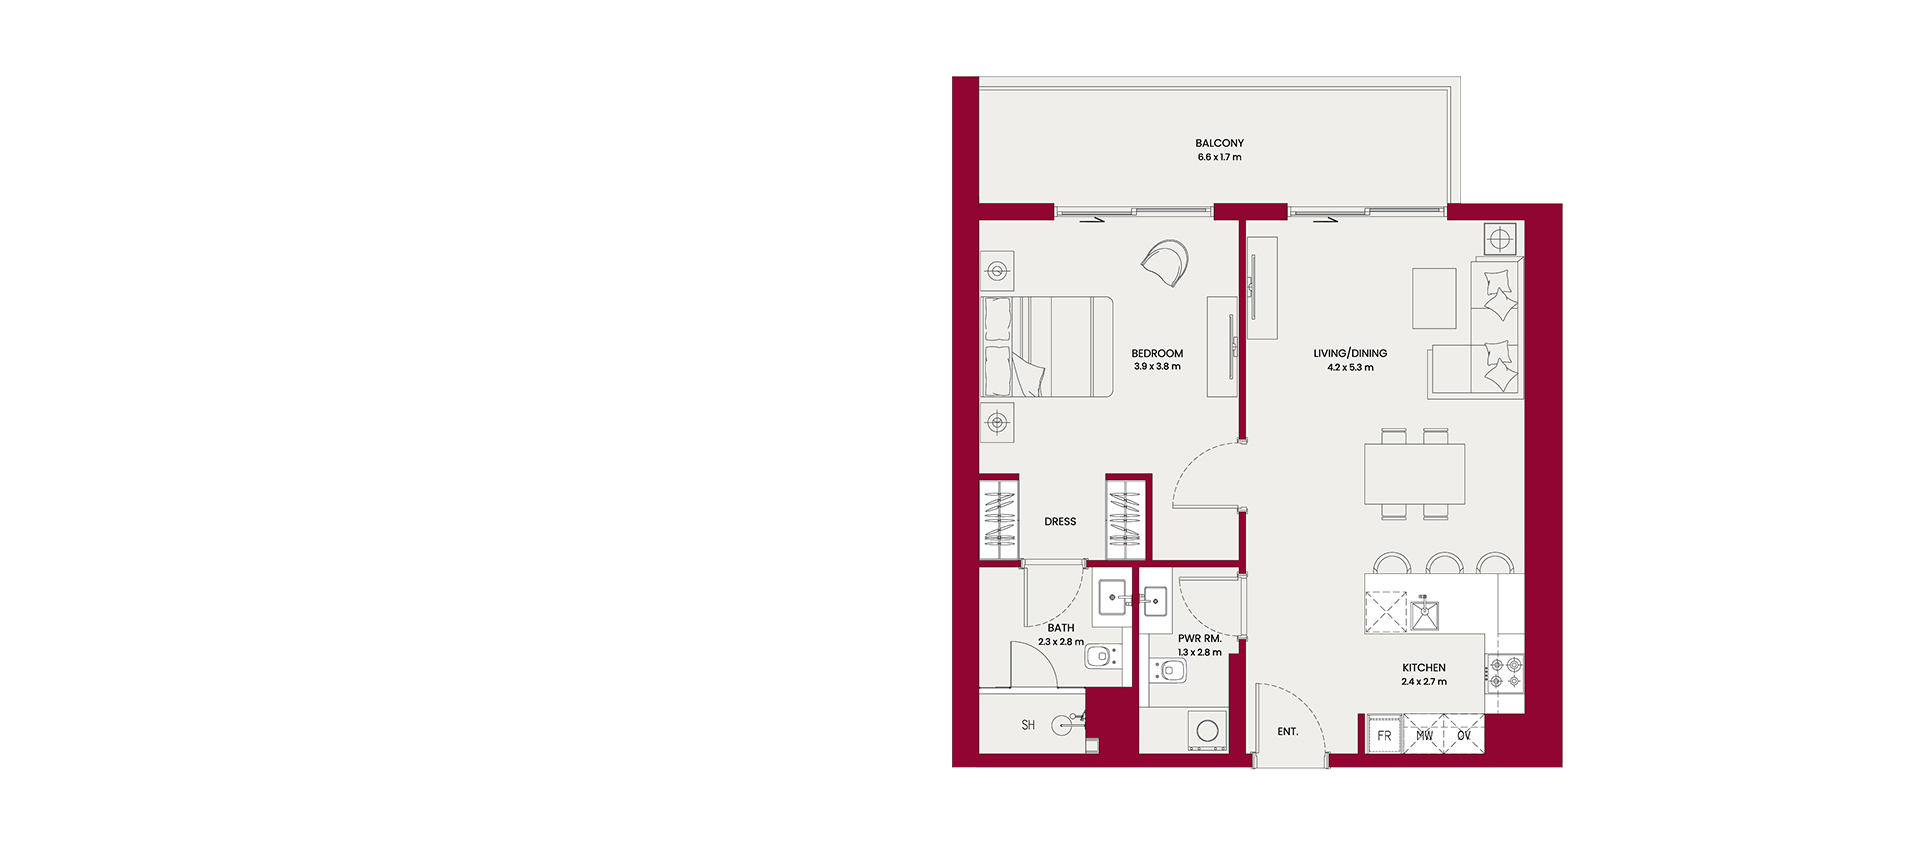 BALCONY
6.6 x 1.7 m
BEDROOM
3.9 x 3.8 m
LIVING/DINING
4.2 x 5.3 m
DRESS
BATH
2.3 x 2.8 m
PWR RM.
1.3 x 2.8 m
KITCHEN
2.4 x 2.7 m
SH
ENT.
FR
MW
OV